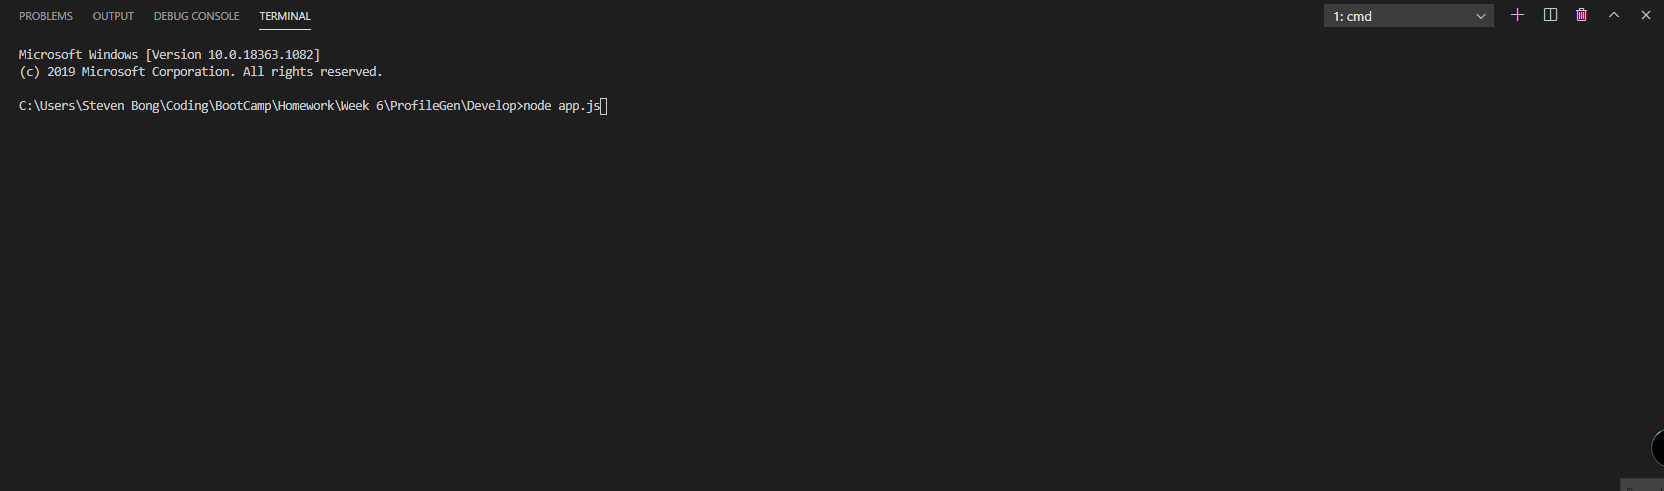 PROBLEMS OUTPUT DEBUG CONSOLE TERMINAL 1: cmd
Microsoft Windows [Version 10.0.18363.1082]
(c) 2019 Microsoft Corporation. All rights reserved.
C:\Users\Steven Bong\Coding\BootCamp\Homework\Week 6\ProfileGen\Develop>node app.js